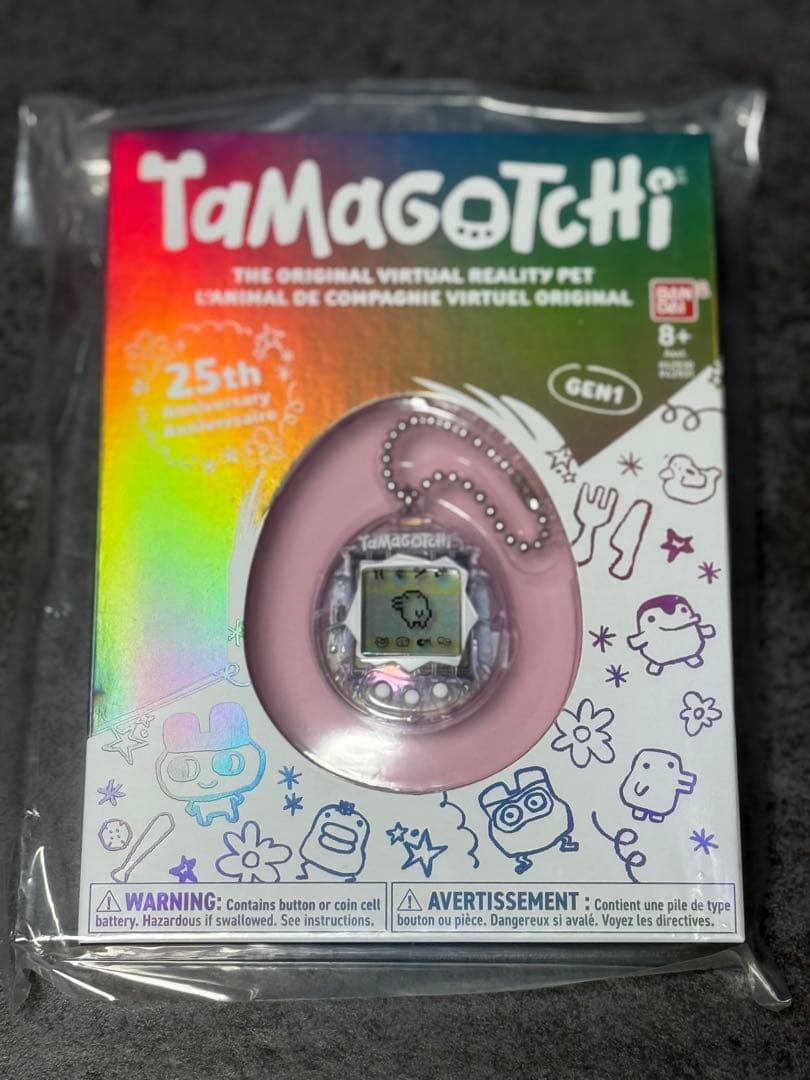 TaMaGoTcHi
THE ORIGINAL VIRTUAL REALITY PET
L'ANIMAL DE COMPAGNIE VIRTUEL ORIGINAL
BAN
DAI
8+
25th
Anniversary
Anniversaire
GEN1
TaMaGoTcHi
WARNING: Contains button or coin cell
battery. Hazardous if swallowed. See instructions.
AVERTISSEMENT : Contient une pile de type
bouton ou pièce. Dangereux si avalé. Voyez les directives.